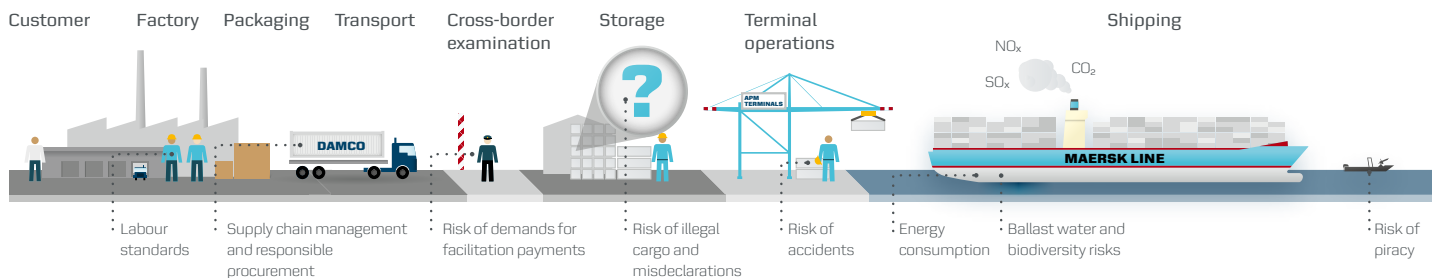 Customer
Factory
Packaging
Transport
Cross-border
examination
Storage
Terminal
operations
Shipping
NOx
SOx
CO2
?
APM
TERMINALS
DAMCO
MAERSK LINE
Labour
standards
Supply chain management
and responsible
procurement
Risk of demands for
facilitation payments
Risk of illegal
cargo and
misdeclarations
Risk of
accidents
Energy
consumption
Ballast water and
biodiversity risks
Risk of
piracy